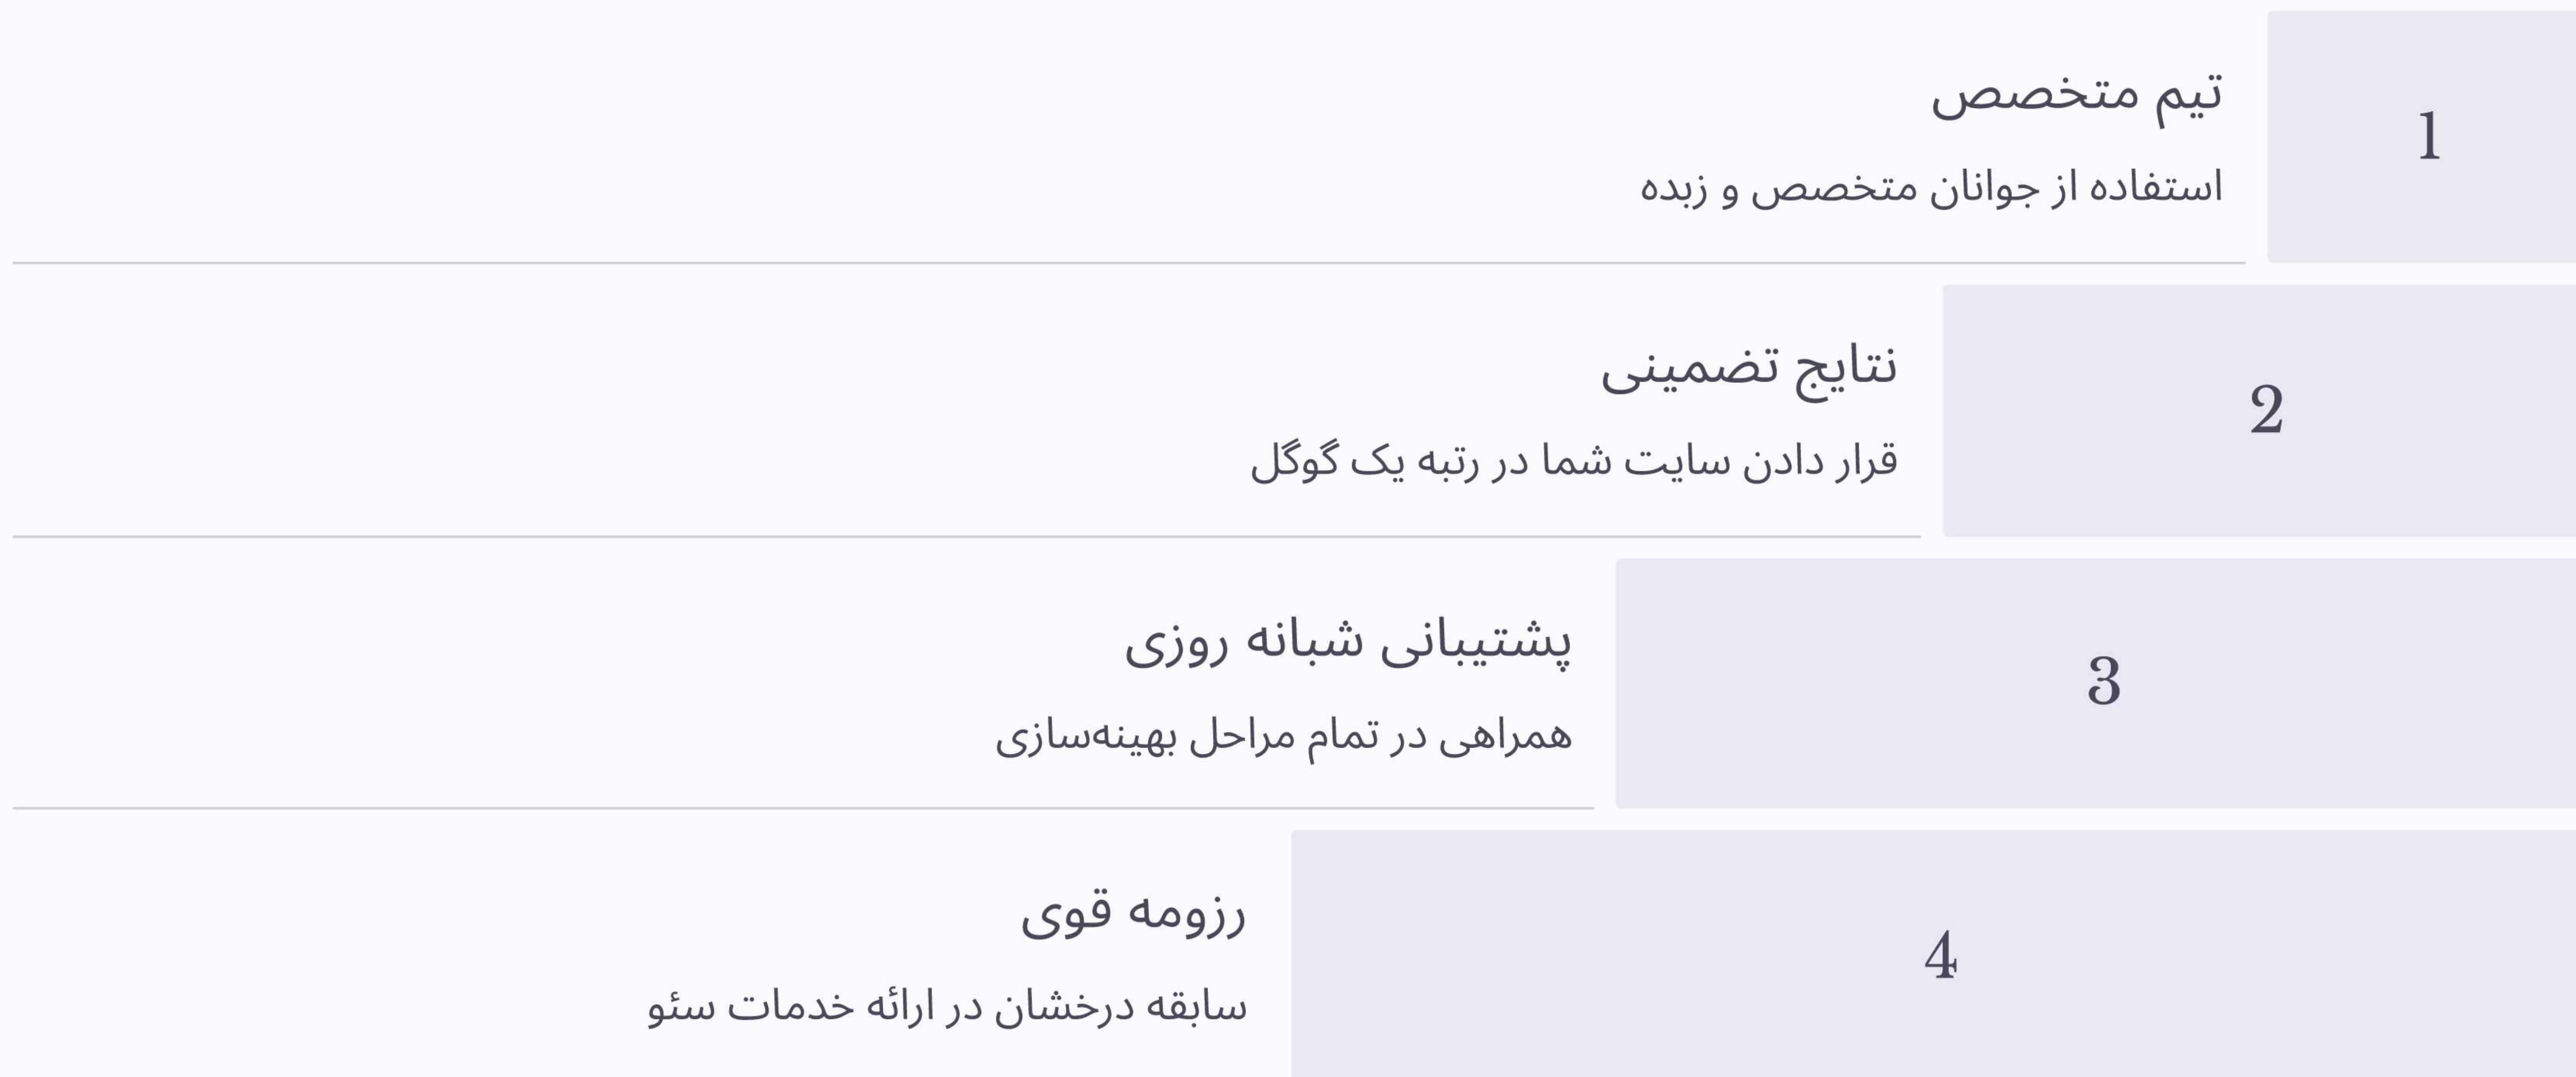 1
تیم متخصص
استفاده از جوانان متخصص و زبده
2
نتایج تضمینی
قرار دادن سایت شما در رتبه یک گوگل
3
پشتیبانی شبانه روزی
همراهی در تمام مراحل بهینه‌سازی
4
رزومه قوی
سابقه درخشان در ارائه خدمات سئو